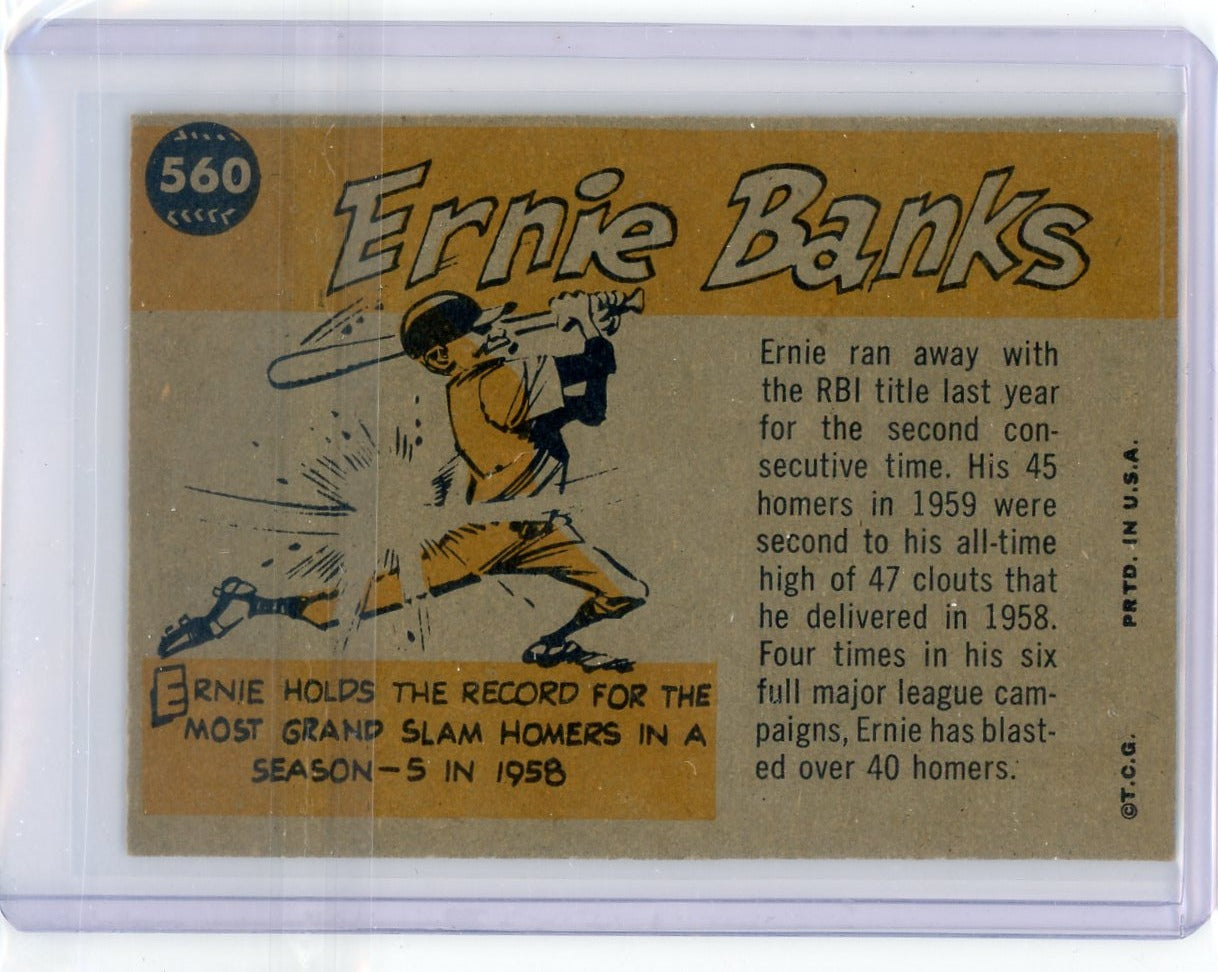 560
Ernie Banks
Ernie ran away with
the RBI title last year
for the second con-
secutive time. His 45
homers in 1959 were
second to his all-time
high of 47 clouts that
he delivered in 1958.
Four times in his six
full major league cam-
paigns, Ernie has blast-
ed over 40 homers.
ERNIE HOLDS THE RECORD FOR THE
MOST GRAND SLAM HOMERS IN A
SEASON–5 IN 1958
©T.C.G. PRTD. IN U.S.A.